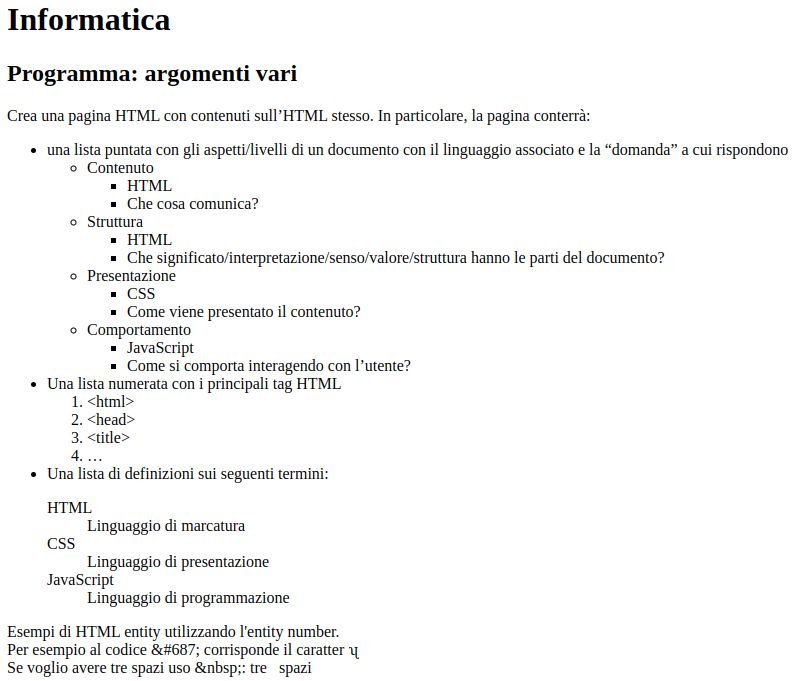 Informatica
Programma: argomenti vari
Crea una pagina HTML con contenuti sull’HTML stesso. In particolare, la pagina conterrà:
• una lista puntata con gli aspetti/livelli di un documento con il linguaggio associato e la “domanda” a cui rispondono
◦ Contenuto
▪ HTML
▪ Che cosa comunica?
◦ Struttura
▪ HTML
▪ Che significato/interpretazione/senso/valore/struttura hanno le parti del documento?
◦ Presentazione
▪ CSS
▪ Come viene presentato il contenuto?
◦ Comportamento
▪ JavaScript
▪ Come si comporta interagendo con l’utente?
• Una lista numerata con i principali tag HTML
1. <html>
2. <head>
3. <title>
4. …
• Una lista di definizioni sui seguenti termini:
HTML
Linguaggio di marcatura
CSS
Linguaggio di presentazione
JavaScript
Linguaggio di programmazione
Esempi di HTML entity utilizzando l'entity number.
Per esempio al codice &#687; corrisponde il caratter ʯ
Se voglio avere tre spazi uso &nbsp;: tre   spazi